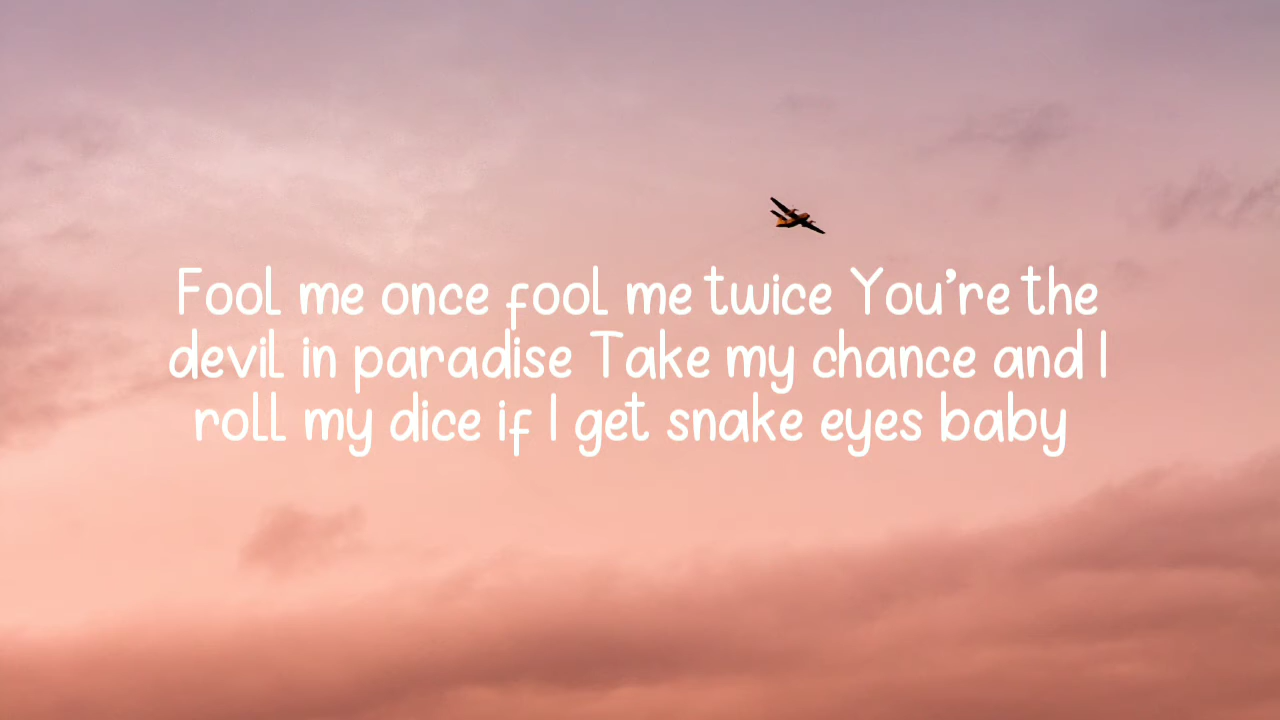 Fool me once fool me twice You’re the
devil in paradise Take my chance and I
roll my dice if I get snake eyes baby